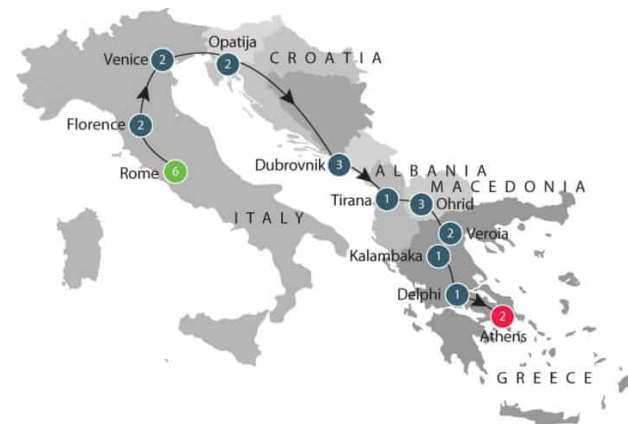 Opatija
2
Venice 2
CROATIA
Florence 2
Rome 6
Dubrovnik 3
ALBANIA
MACEDONIA
Tirana 1
3 Ohrid
ITALY
2 Veroia
Kalambaka 1
Delphi 1
2
Athens
GREECE